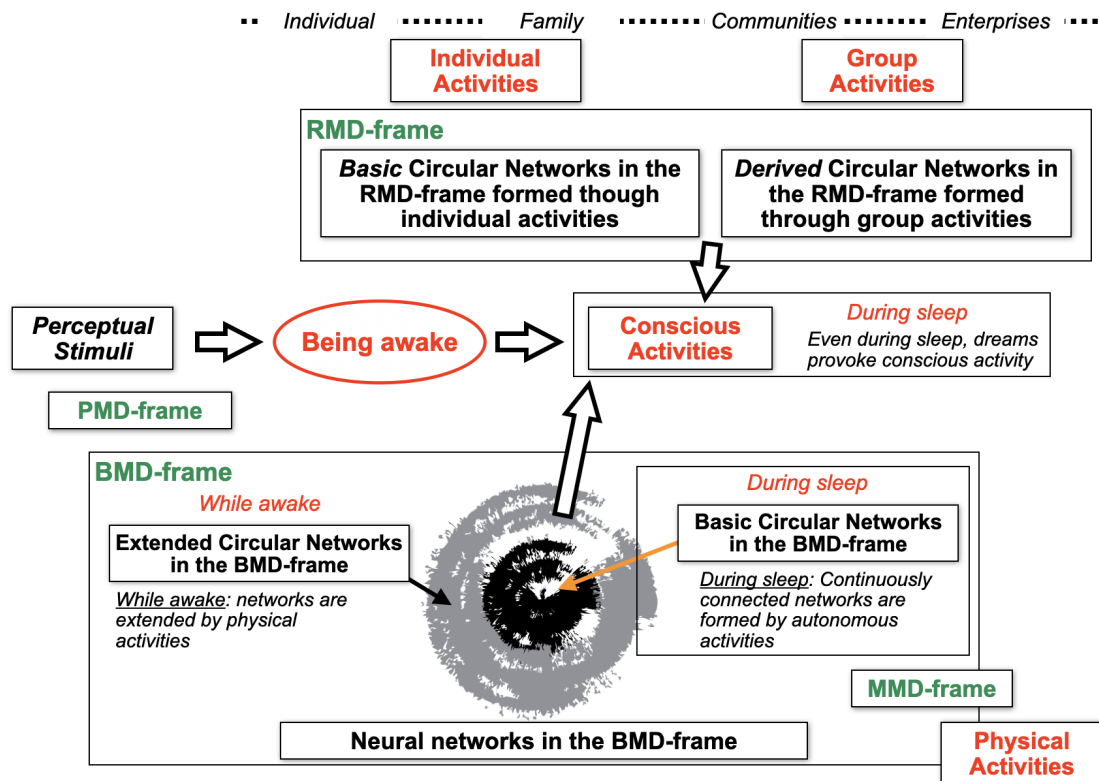 Individual Family Communities Enterprises
Individual
Activities
Group
Activities
RMD-frame
Basic Circular Networks in the
RMD-frame formed though
individual activities
Derived Circular Networks in
the RMD-frame formed
through group activities
Perceptual
Stimuli
Being awake
Conscious
Activities
During sleep
Even during sleep, dreams
provoke conscious activity
PMD-frame
BMD-frame
While awake
Extended Circular Networks
in the BMD-frame
While awake: networks are
extended by physical
activities
During sleep
Basic Circular Networks
in the BMD-frame
During sleep: Continuously
connected networks are
formed by autonomous
activities
MMD-frame
Neural networks in the BMD-frame
Physical
Activities